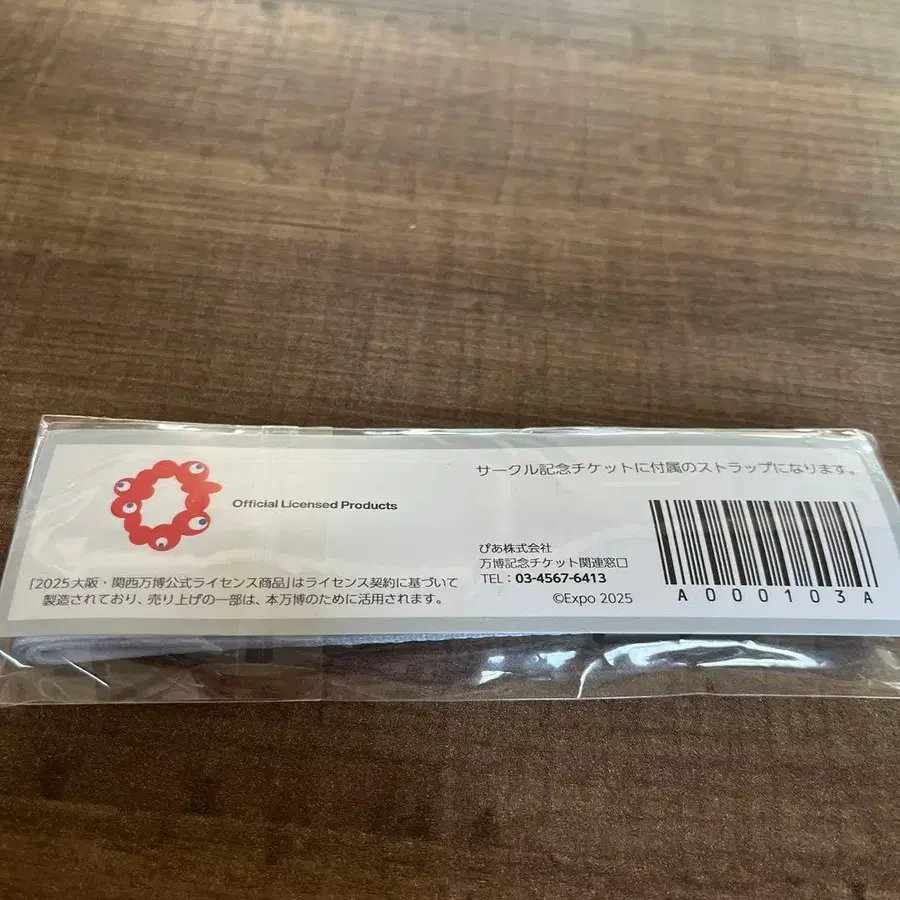 サークル記念チケットに付属のストラップになります。
Official Licensed Products
「2025大阪・関西万博公式ライセンス商品」はライセンス契約に基づいて
製造されており、売り上げの一部は、本万博のために活用されます。
ぴあ株式会社
万博記念チケット関連窓口
TEL：03-4567-6413
©Expo 2025
A000103A